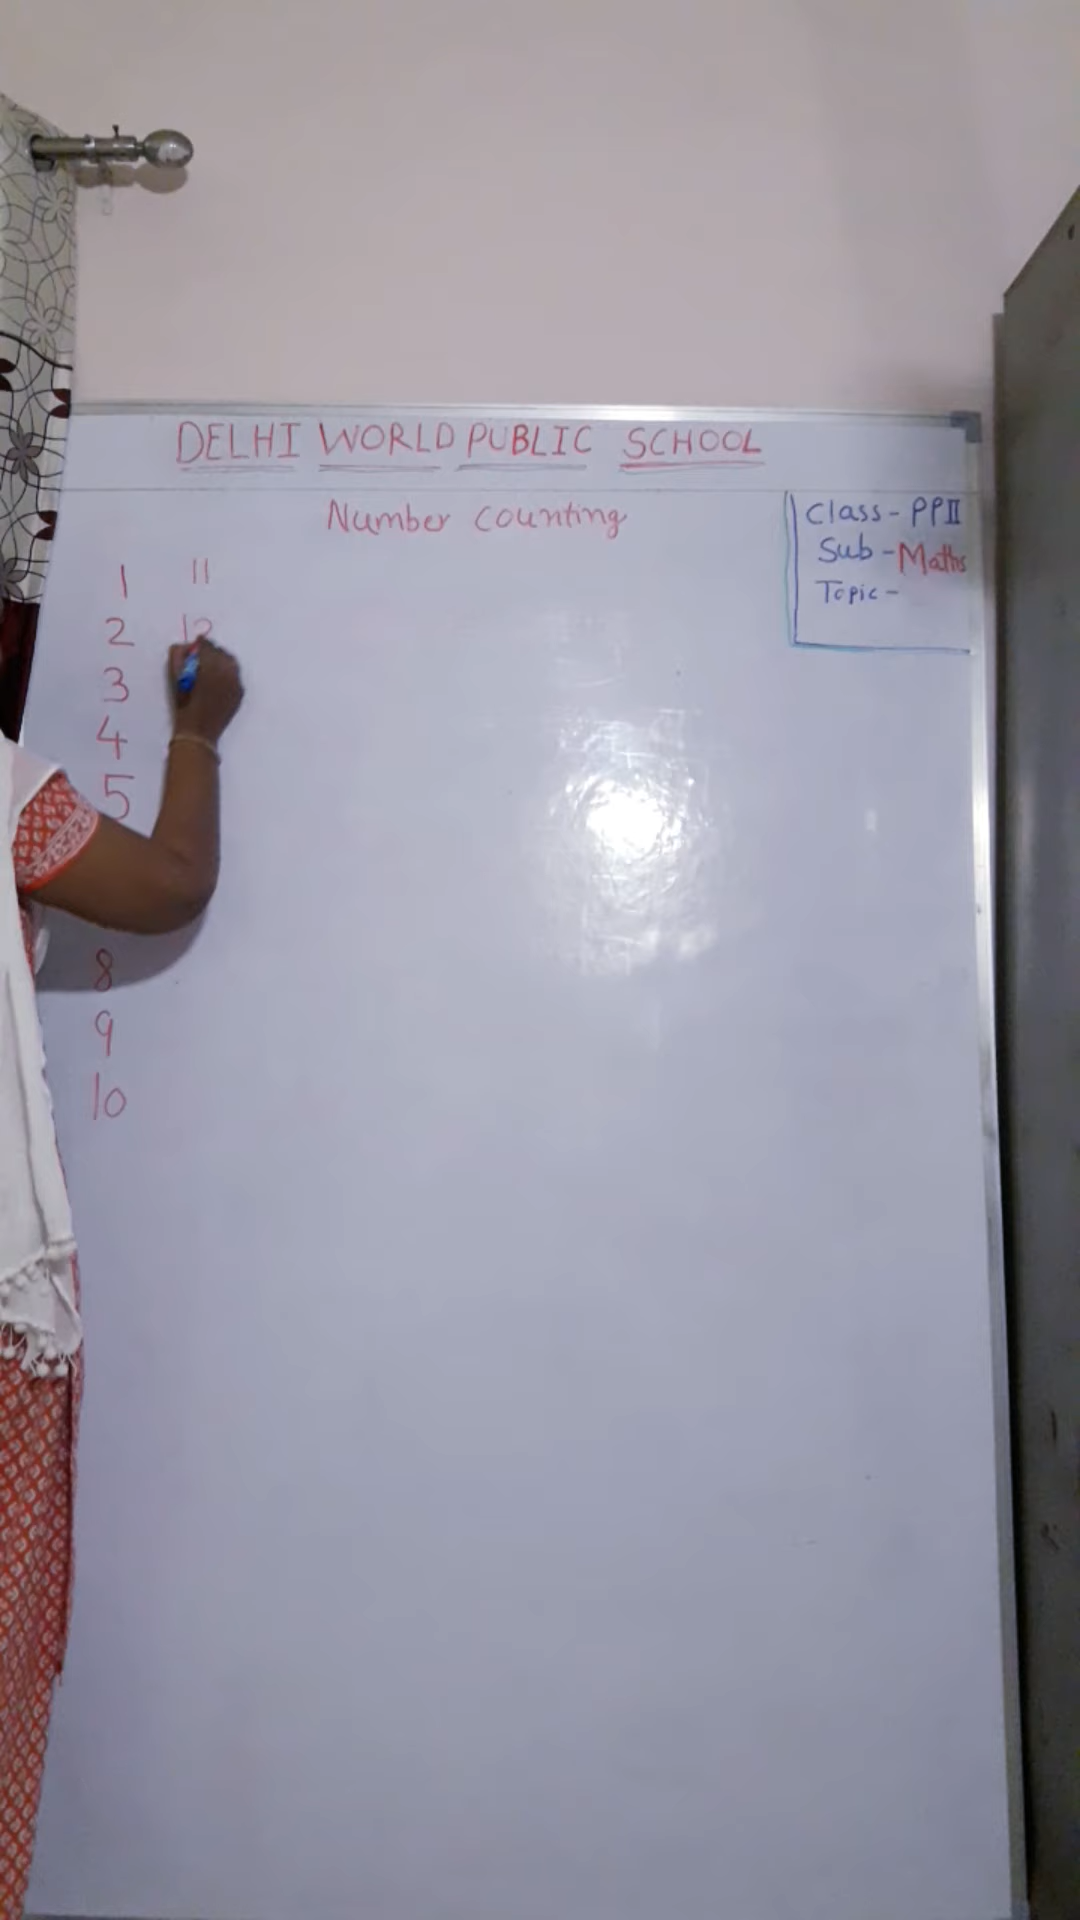 DELHI WORLD PUBLIC SCHOOL
Number counting
Class - PPII
Sub - Maths
Topic -
1 11
2 12
3
4
5
8
9
10